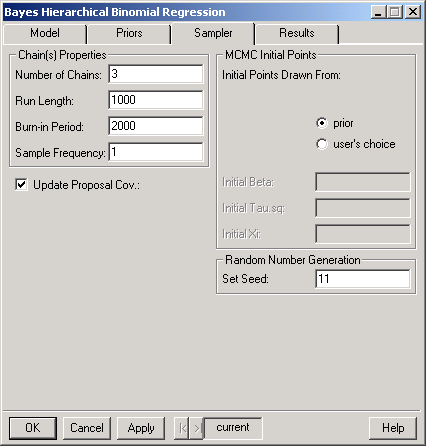 Bayes Hierarchical Binomial Regression
Model Priors Sampler Results
Chain(s) Properties
Number of Chains: 3
Run Length: 1000
Burn-in Period: 2000
Sample Frequency: 1
Update Proposal Cov.:
MCMC Initial Points
Initial Points Drawn From:
prior
user's choice
Initial Beta:
Initial Tau.sq:
Initial Xi:
Random Number Generation
Set Seed: 11
OK Cancel Apply current Help